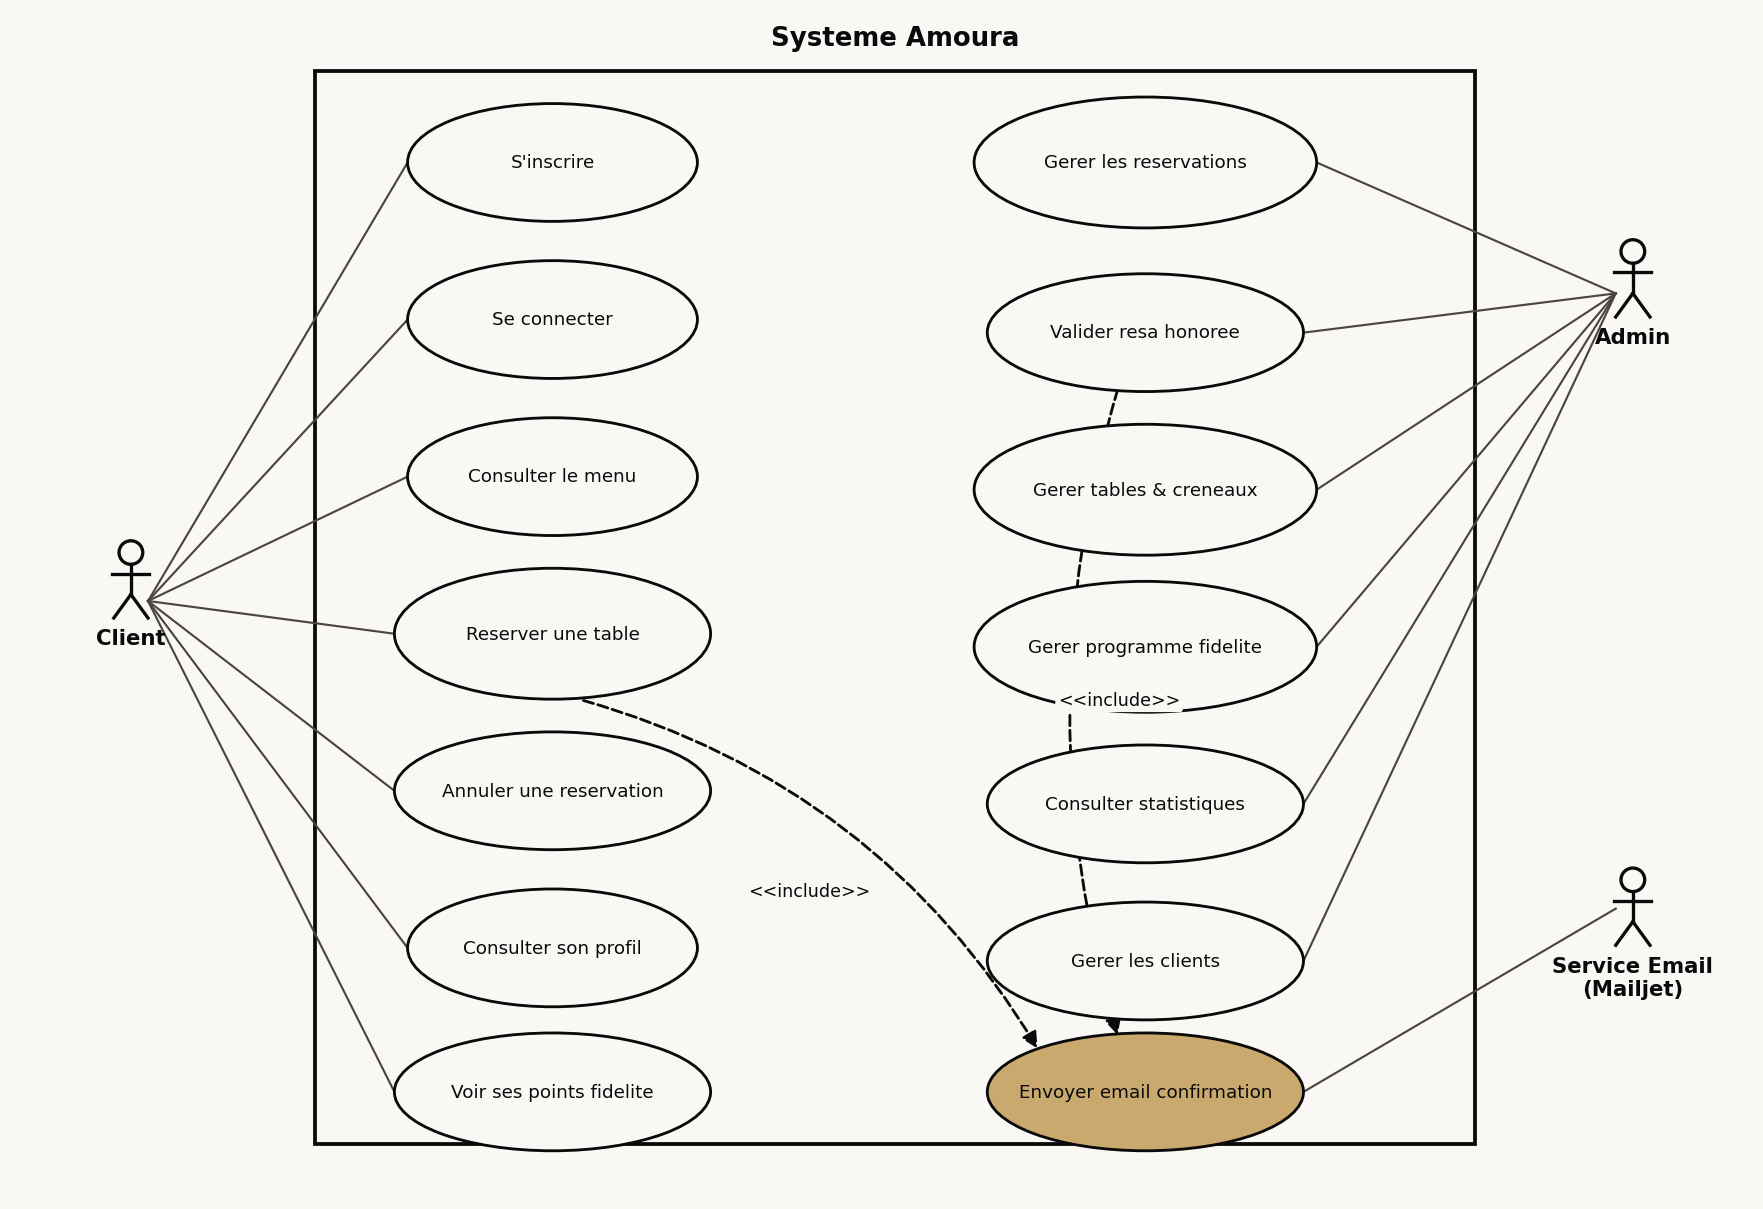 Systeme Amoura
S'inscrire
Se connecter
Consulter le menu
Reserver une table
Annuler une reservation
Consulter son profil
Voir ses points fidelite
Client
<<include>>
Gerer les reservations
Valider resa honoree
Gerer tables & creneaux
Gerer programme fidelite
<<include>>
Consulter statistiques
Gerer les clients
Envoyer email confirmation
Admin
Service Email
(Mailjet)